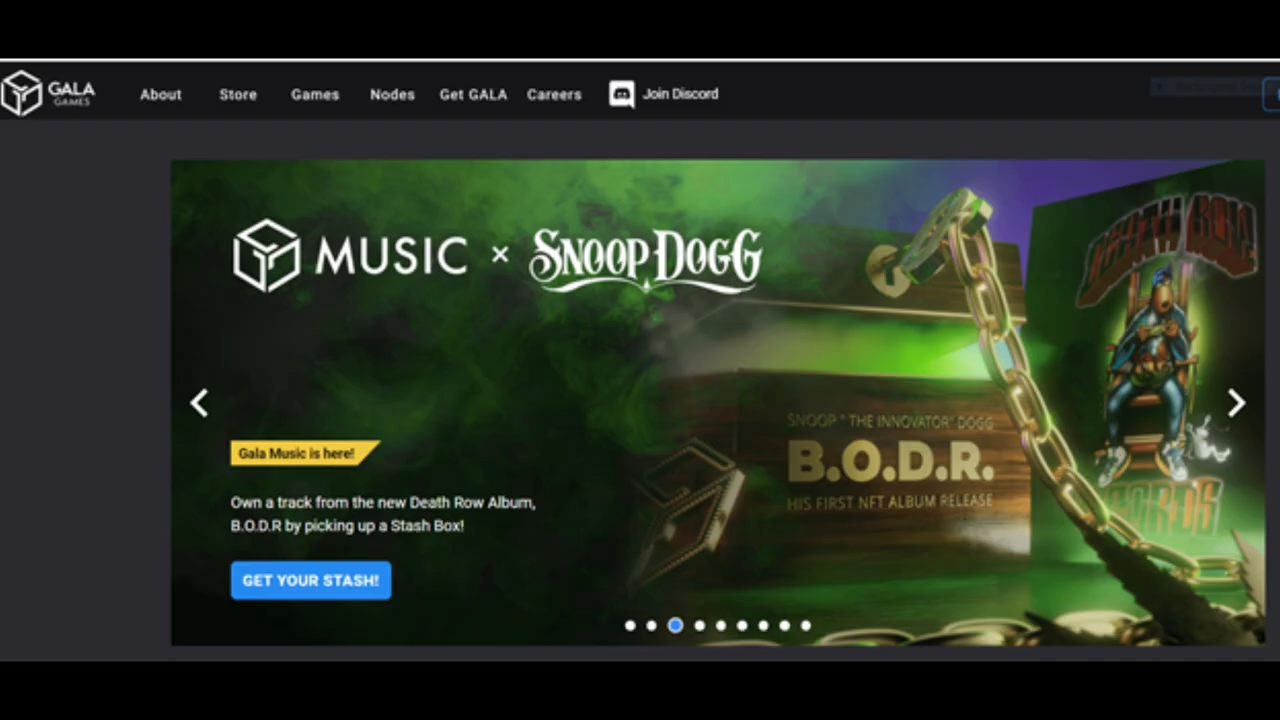 GALA
GAMES
About
Store
Games
Nodes
Get GALA
Careers
Join Discord
MUSIC × SNOOP DOGG
DEATH ROW
SNOOP "THE INNOVATOR" DOGG
B.O.D.R.
HIS FIRST NFT ALBUM RELEASE
Gala Music is here!
Own a track from the new Death Row Album,
B.O.D.R by picking up a Stash Box!
GET YOUR STASH!